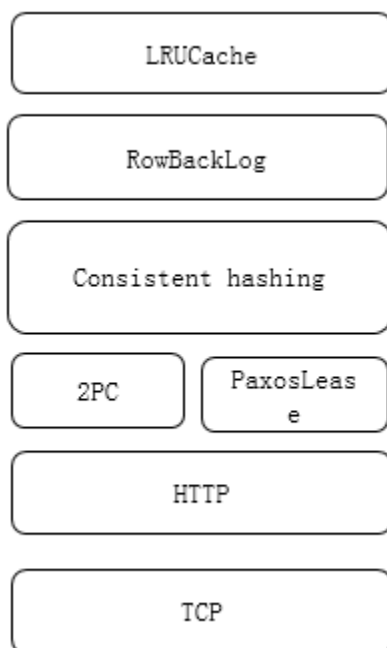 LRUCache
RowBackLog
Consistent hashing
2PC
PaxosLeas
e
HTTP
TCP